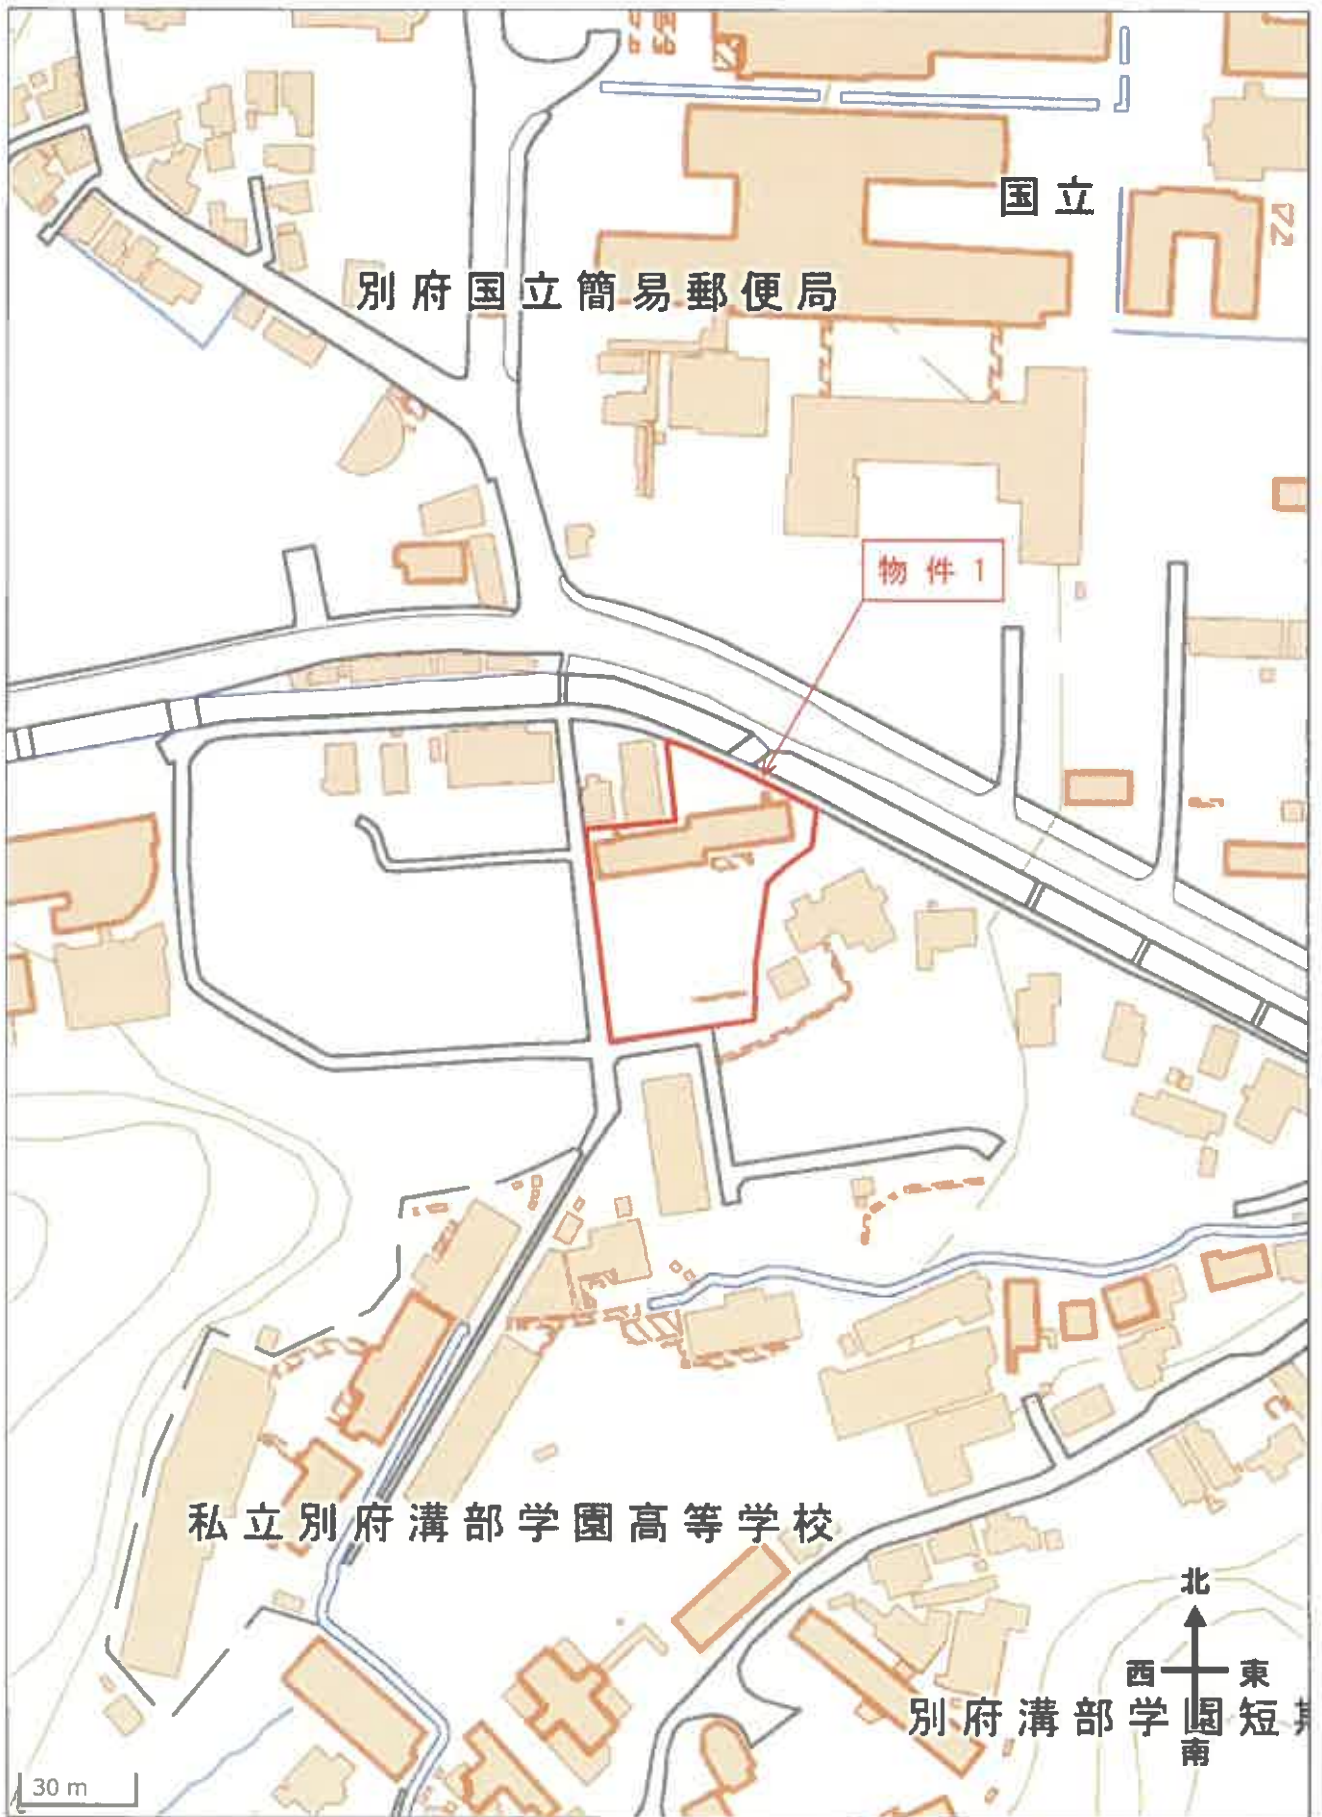 国立
別府国立簡易郵便局
物件1
私立別府溝部学園高等学校
北
西 東
別府溝部学園短期
南
30 m